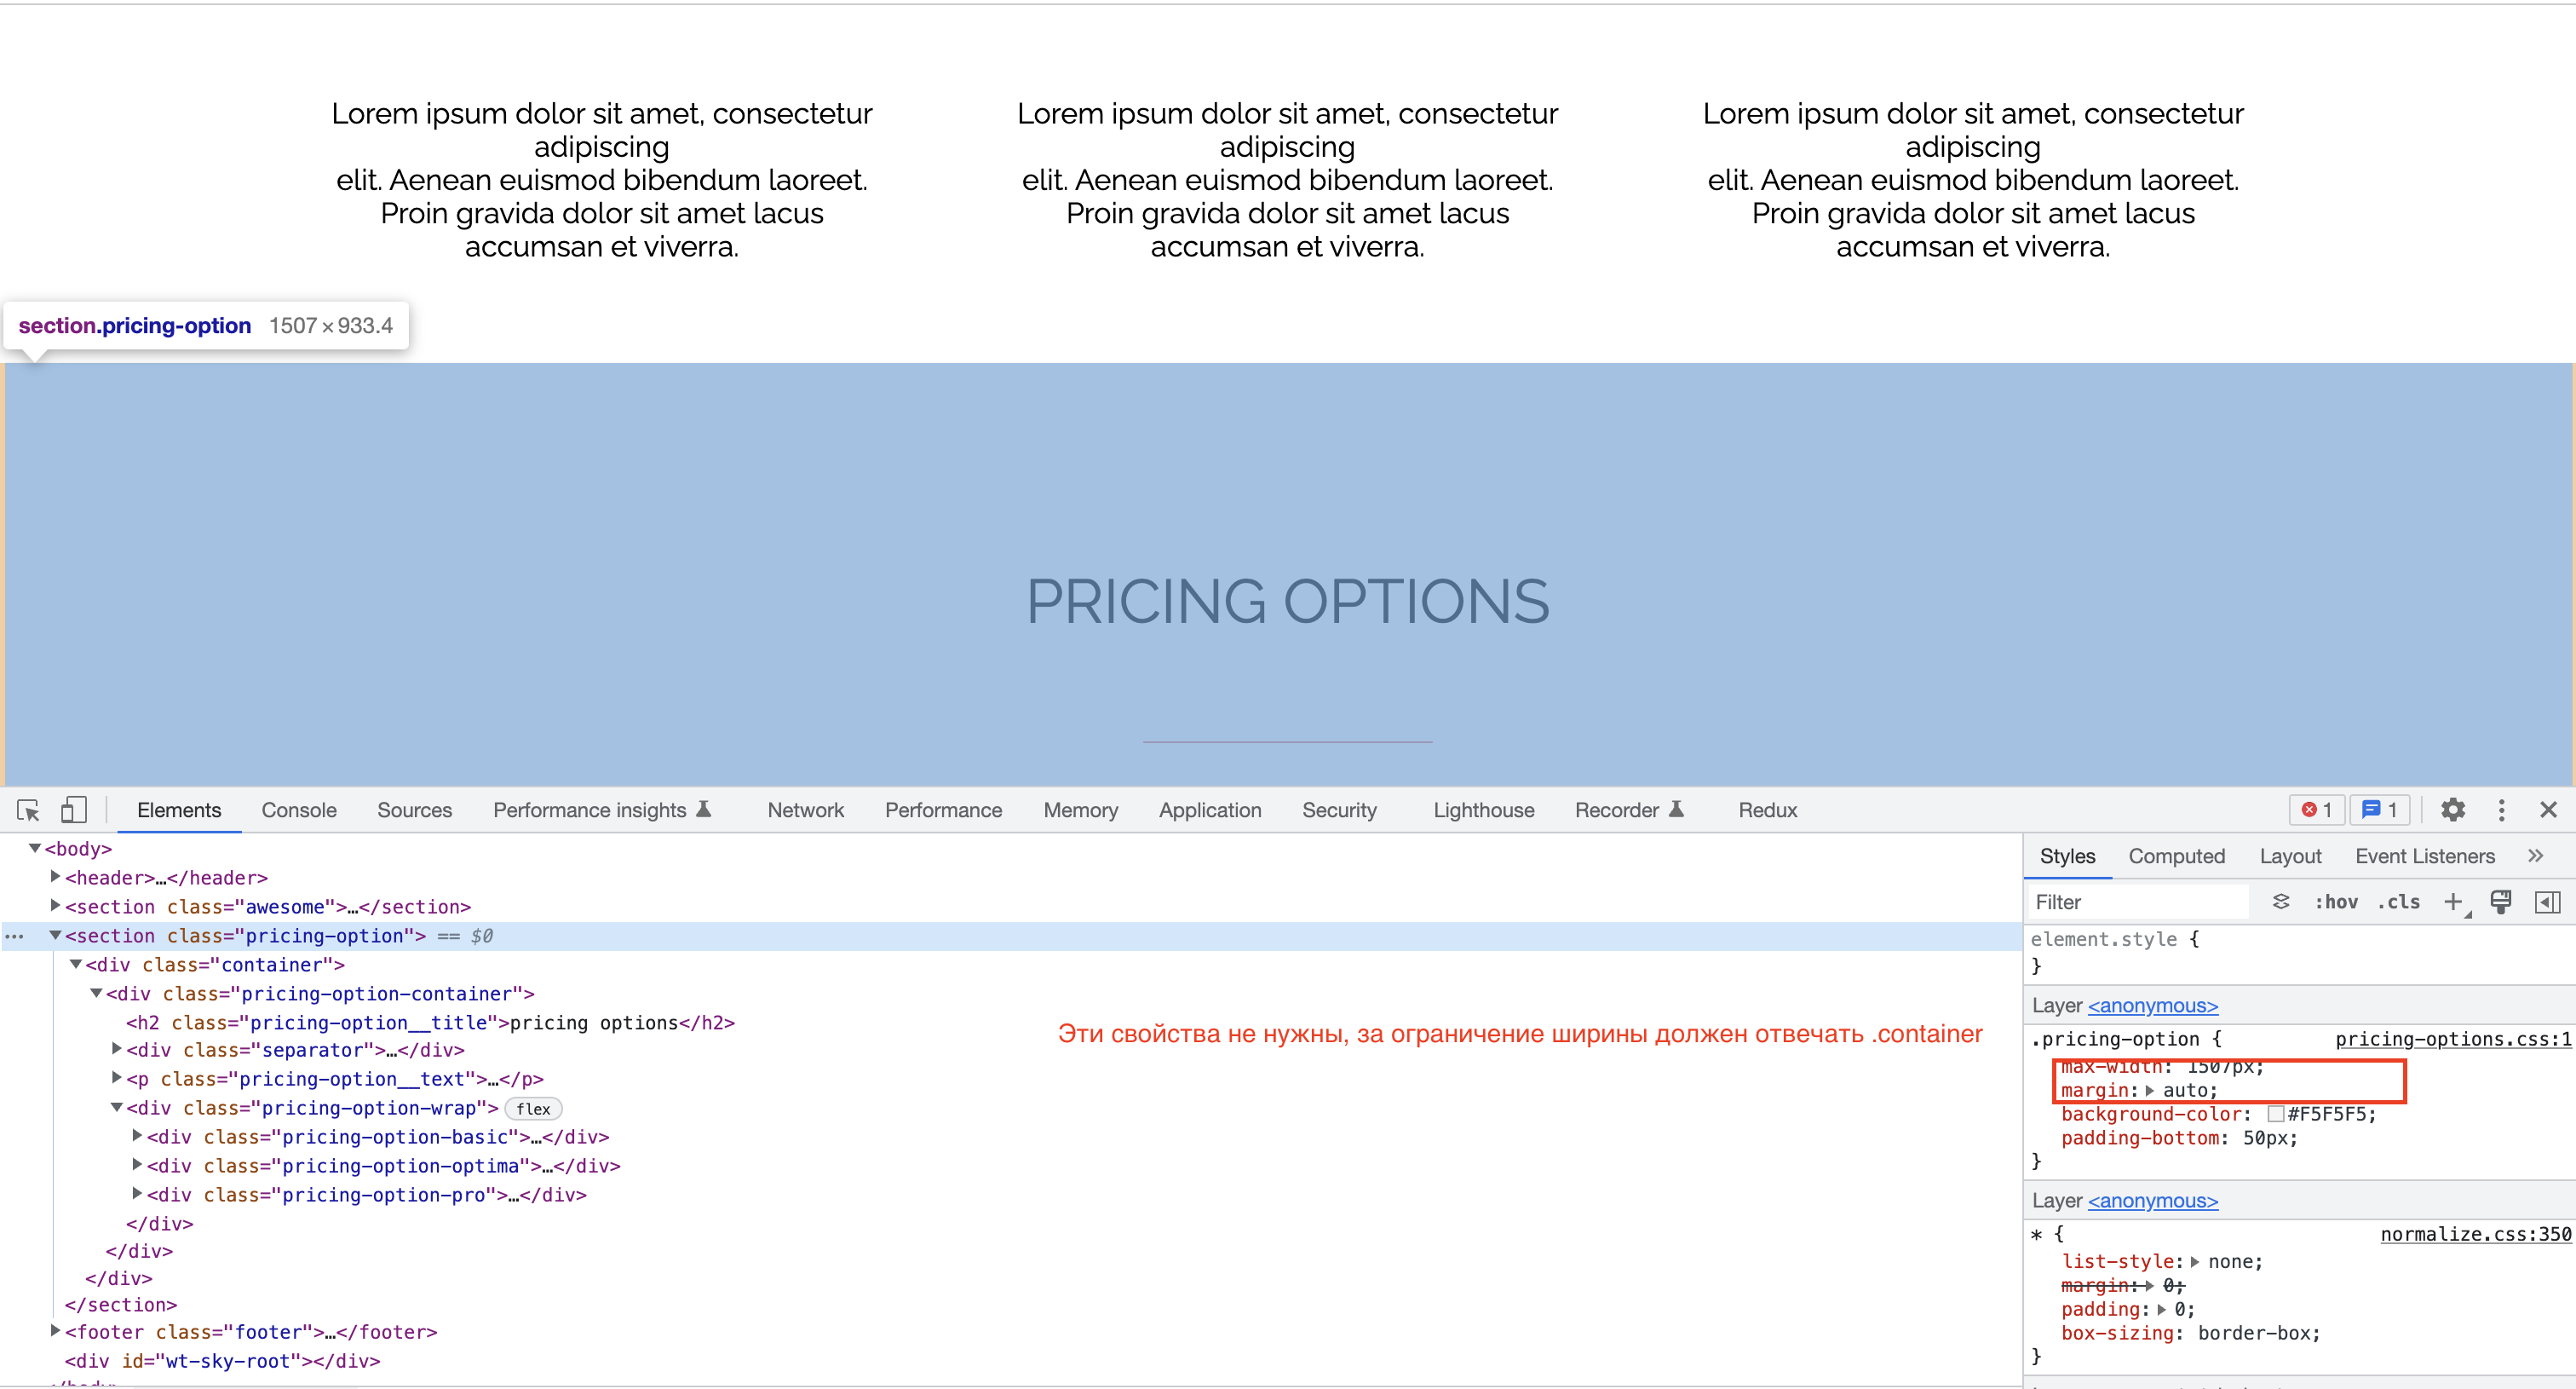 Lorem ipsum dolor sit amet, consectetur
adipiscing
elit. Aenean euismod bibendum laoreet.
Proin gravida dolor sit amet lacus
accumsan et viverra.
Lorem ipsum dolor sit amet, consectetur
adipiscing
elit. Aenean euismod bibendum laoreet.
Proin gravida dolor sit amet lacus
accumsan et viverra.
Lorem ipsum dolor sit amet, consectetur
adipiscing
elit. Aenean euismod bibendum laoreet.
Proin gravida dolor sit amet lacus
accumsan et viverra.
section.pricing-option 1507 × 933.4
PRICING OPTIONS
Elements Console Sources Performance insights Network Performance Memory Application Security Lighthouse Recorder Redux 1 1
<body>
<header>…</header>
<section class="awesome">…</section>
<section class="pricing-option"> == $0
<div class="container">
<div class="pricing-option-container">
<h2 class="pricing-option__title">pricing options</h2>
<div class="separator">…</div>
<p class="pricing-option__text">…</p>
<div class="pricing-option-wrap"> flex
<div class="pricing-option-basic">…</div>
<div class="pricing-option-optima">…</div>
<div class="pricing-option-pro">…</div>
</div>
</div>
</div>
</section>
<footer class="footer">…</footer>
<div id="wt-sky-root"></div>
Эти свойства не нужны, за ограничение ширины должен отвечать .container
Styles Computed Layout Event Listeners »
Filter :hov .cls +
element.style {
}
Layer <anonymous>
.pricing-option { pricing-options.css:1
max-width: 1507px;
margin: auto;
background-color: #F5F5F5;
padding-bottom: 50px;
}
Layer <anonymous>
* { normalize.css:350
list-style: none;
margin: 0;
padding: 0;
box-sizing: border-box;
}